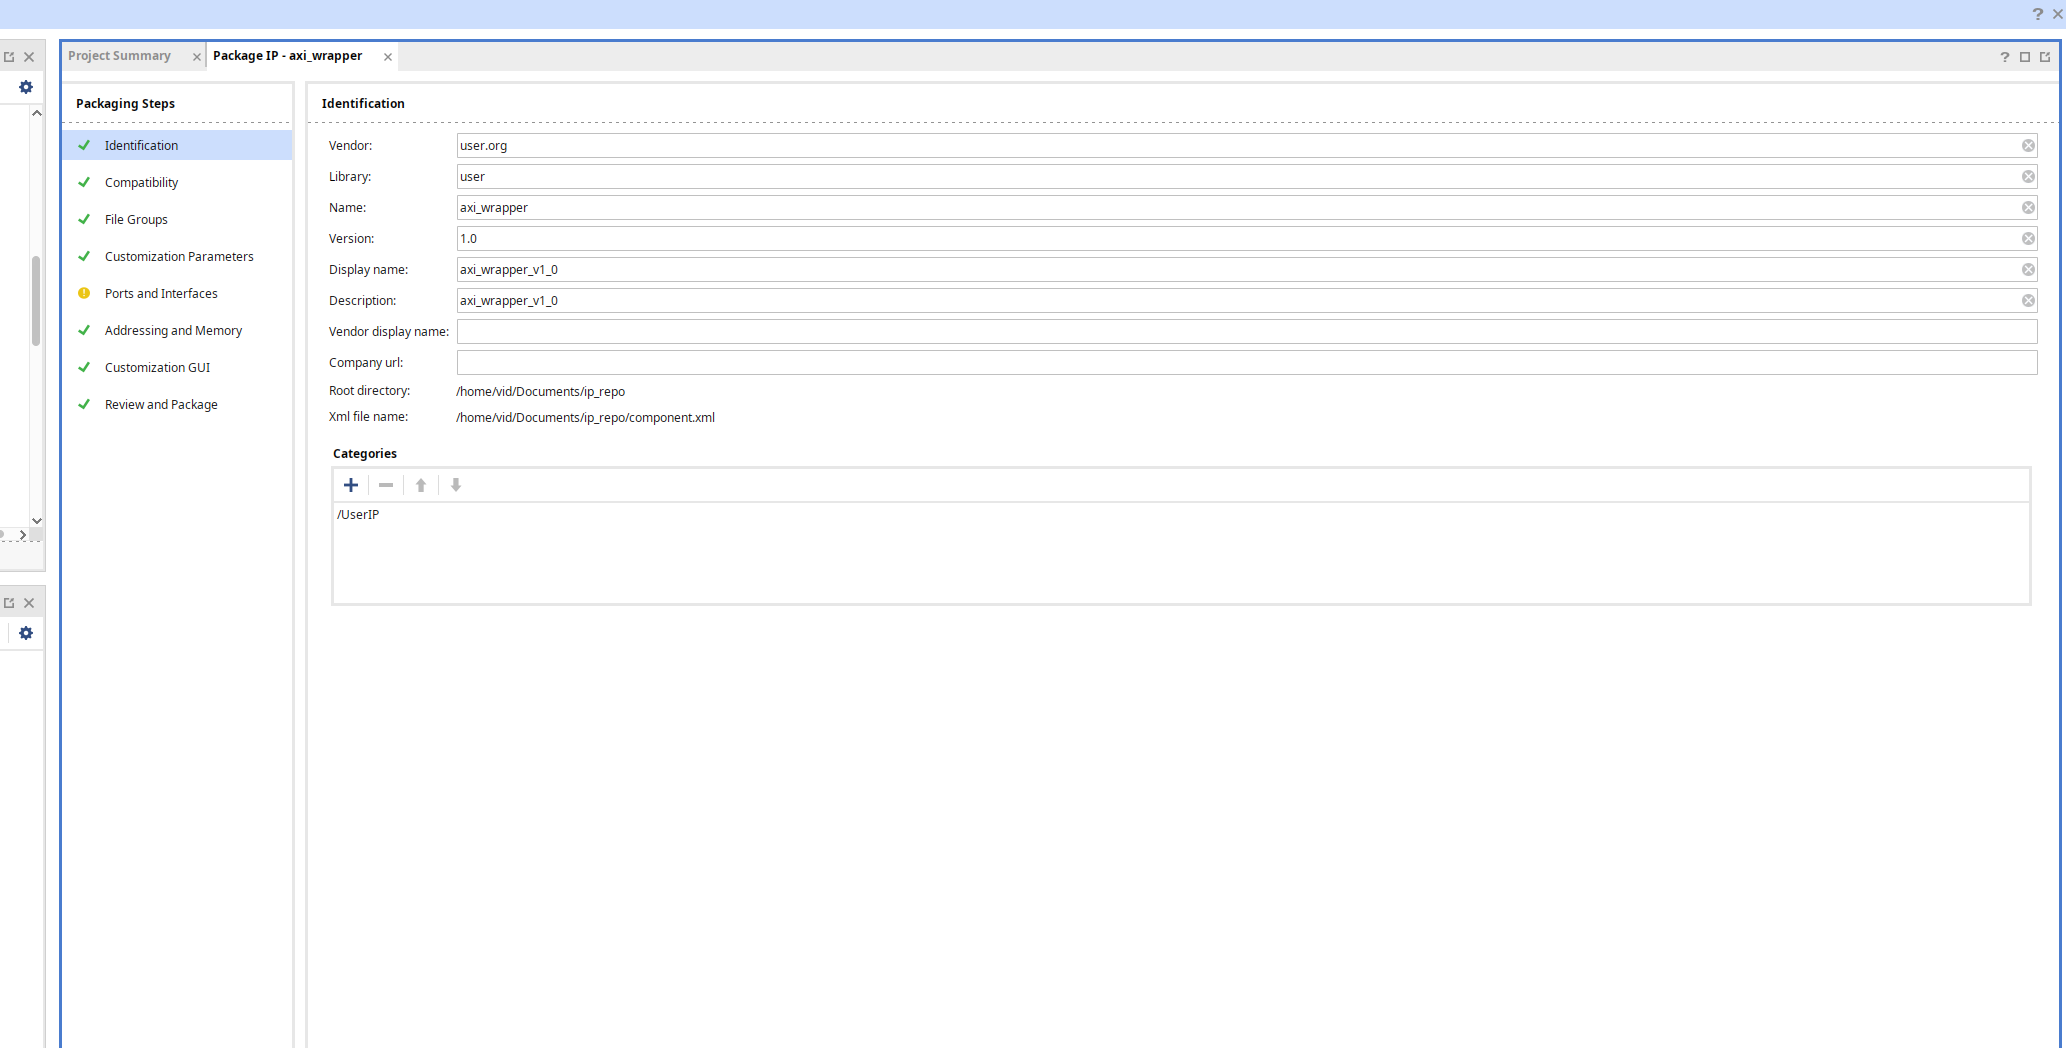 Project Summary
Package IP - axi_wrapper
Packaging Steps
Identification
Compatibility
File Groups
Customization Parameters
Ports and Interfaces
Addressing and Memory
Customization GUI
Review and Package
Identification
Vendor: user.org
Library: user
Name: axi_wrapper
Version: 1.0
Display name: axi_wrapper_v1_0
Description: axi_wrapper_v1_0
Vendor display name:
Company url:
Root directory: /home/vid/Documents/ip_repo
Xml file name: /home/vid/Documents/ip_repo/component.xml
Categories
/UserIP